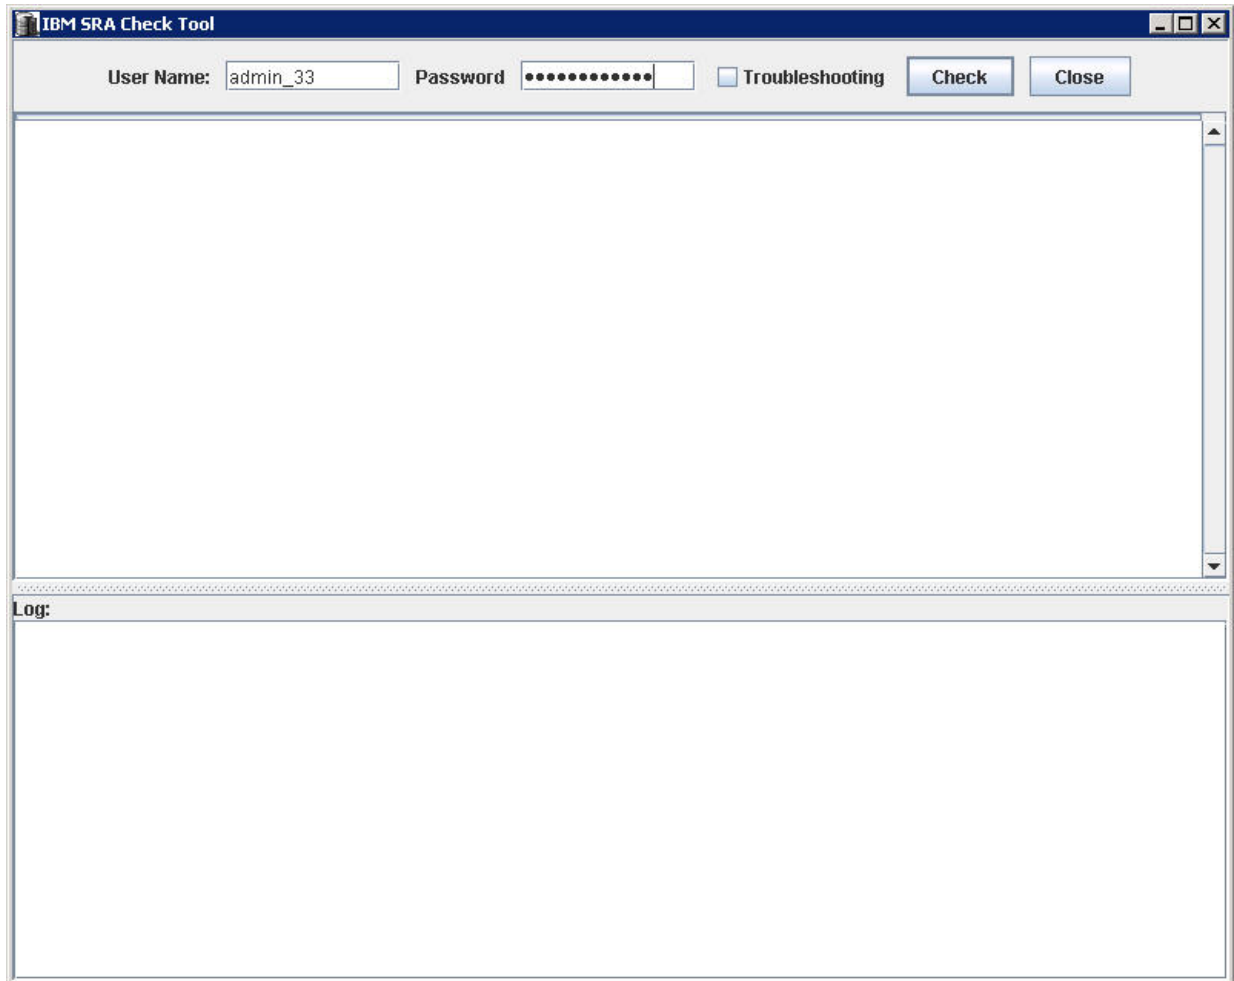 IBM SRA Check Tool
User Name: admin_33 Password •••••••••••• Troubleshooting Check Close
Log: